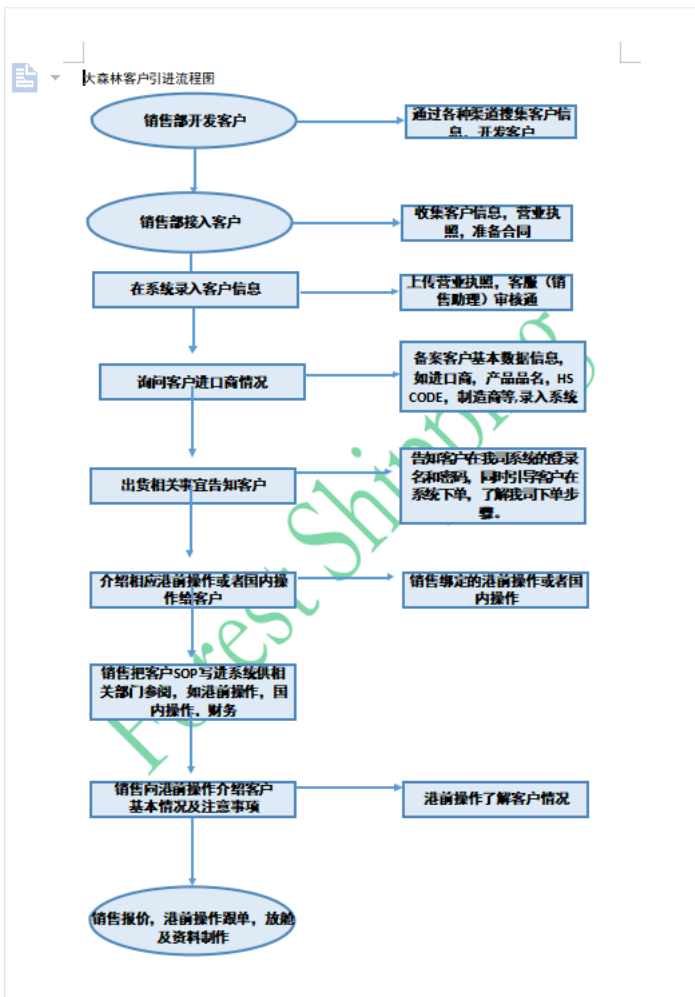 大森林客户引进流程图
销售部开发客户
通过各种渠道搜集客户信
息，开发客户
销售部接入客户
收集客户信息，营业执
照，准备合同
在系统录入客户信息
上传营业执照，客服（销
售助理）审核通
询问客户进口商情况
备案客户基本数据信息，
如进口商，产品品名，HS
CODE，制造商等,录入系统
出货相关事宜告知客户
告知客户在我司系统的登录
名和密码，同时引导客户在
系统下单，了解我司下单步
骤。
介绍相应港前操作或者国内操
作给客户
销售绑定的港前操作或者国
内操作
销售把客户SOP写进系统供相
关部门参阅，如港前操作，国
内操作，财务
销售向港前操作介绍客户
基本情况及注意事项
港前操作了解客户情况
销售报价，港前操作跟单，放舱
及资料制作
Forest Shipping